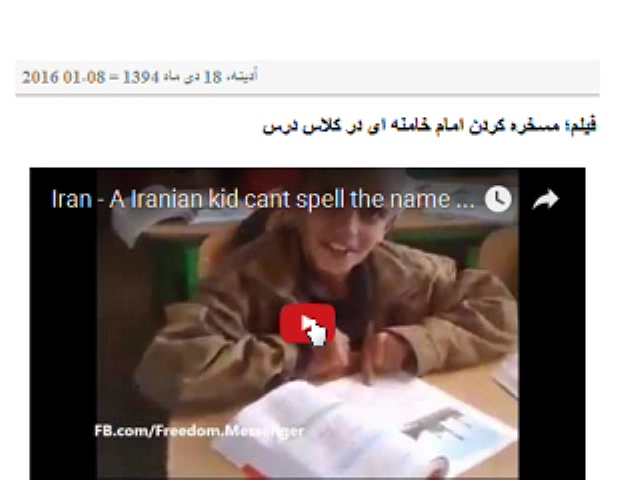 آدینه، 18 دی ماه 1394 = 08-01 2016
فیلم؛ مسخره کردن امام خامنه ای در کلاس درس
Iran - A Iranian kid cant spell the name ...
FB.com/Freedom.Messenger